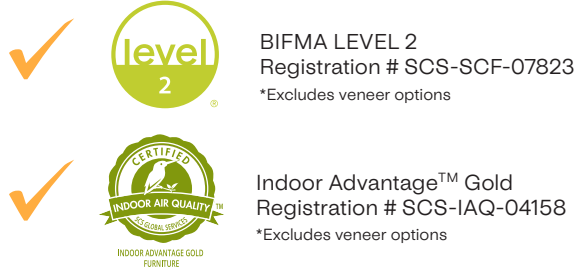 level
2
®
BIFMA LEVEL 2
Registration # SCS-SCF-07823
*Excludes veneer options
CERTIFIED
INDOOR AIR QUALITY
TM
SCS GLOBAL SERVICES
INDOOR ADVANTAGE GOLD
FURNITURE
Indoor Advantage™ Gold
Registration # SCS-IAQ-04158
*Excludes veneer options